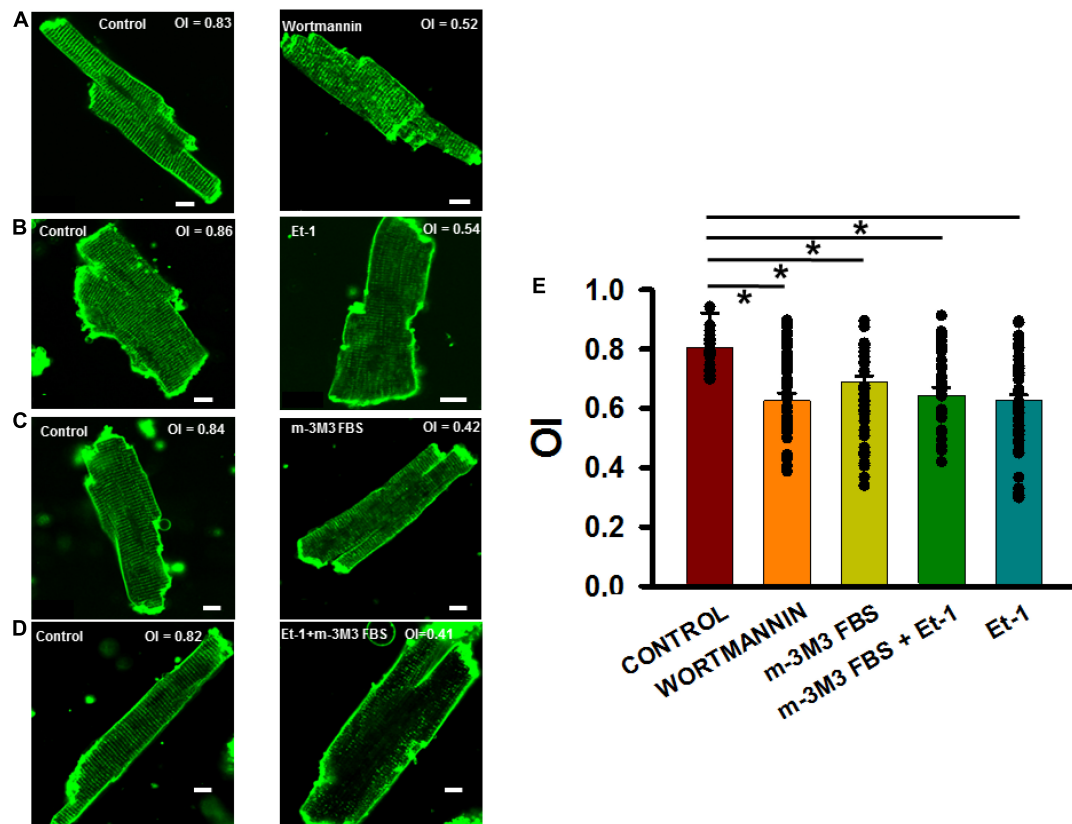 A
Control
OI = 0.83
Wortmannin
OI = 0.52
B
Control
OI = 0.86
Et-1
OI = 0.54
C
Control
OI = 0.84
m-3M3 FBS
OI = 0.42
D
Control
OI = 0.82
Et-1+m-3M3 FBS
OI=0.41
E
*
*
*
*
*
1.0
0.8
0.6
0.4
0.2
0.0
OI
CONTROL
WORTMANNIN
m-3M3 FBS
m-3M3 FBS + Et-1
Et-1